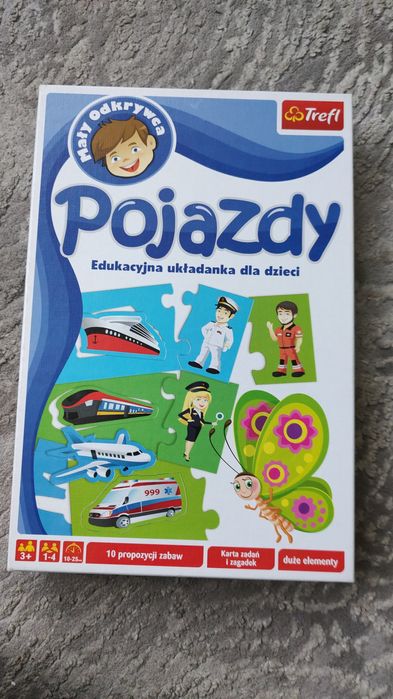 Mały Odkrywca
Trefl
Pojazdy
Edukacyjna układanka dla dzieci
999
3+
1-4
10-25
10 propozycji zabaw
Karta zadań
i zagadek
duże elementy